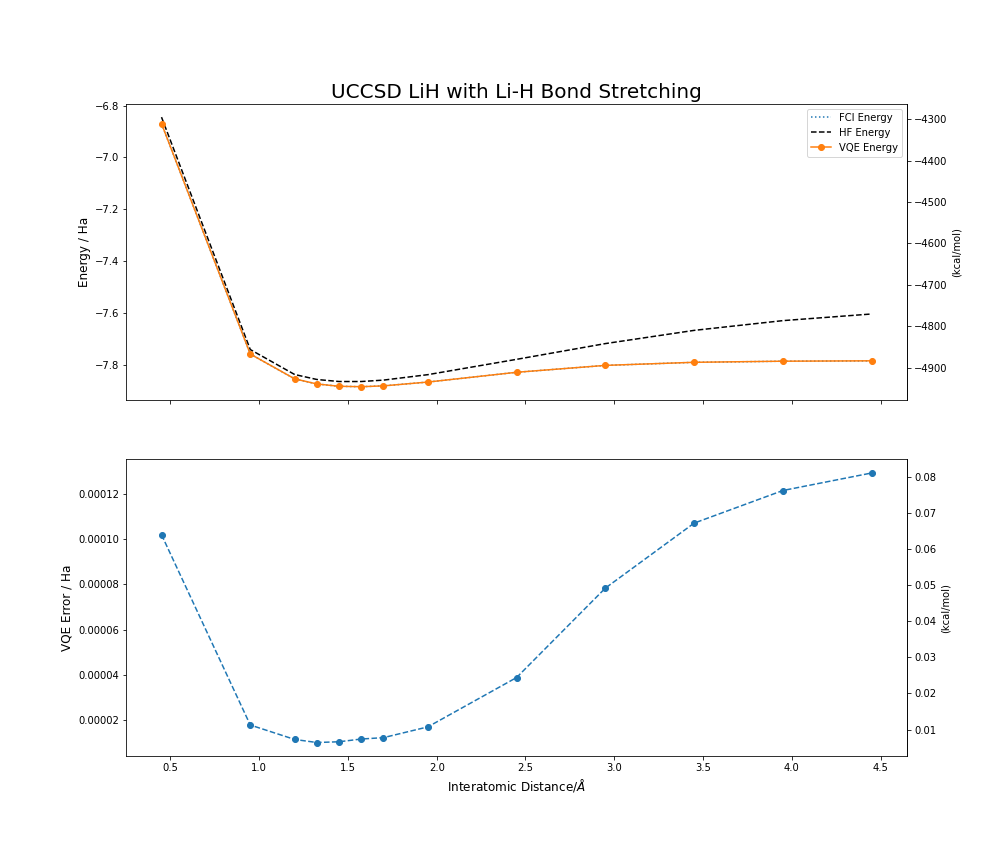 UCCSD LiH with Li-H Bond Stretching
−6.8
−7.0
−7.2
−7.4
−7.6
−7.8
Energy / Ha
FCI Energy
HF Energy
VQE Energy
−4300
−4400
−4500
−4600
−4700
−4800
−4900
(kcal/mol)
0.00012
0.00010
0.00008
0.00006
0.00004
0.00002
VQE Error / Ha
0.08
0.07
0.06
0.05
0.04
0.03
0.02
0.01
(kcal/mol)
0.5 1.0 1.5 2.0 2.5 3.0 3.5 4.0 4.5
Interatomic Distance/Å